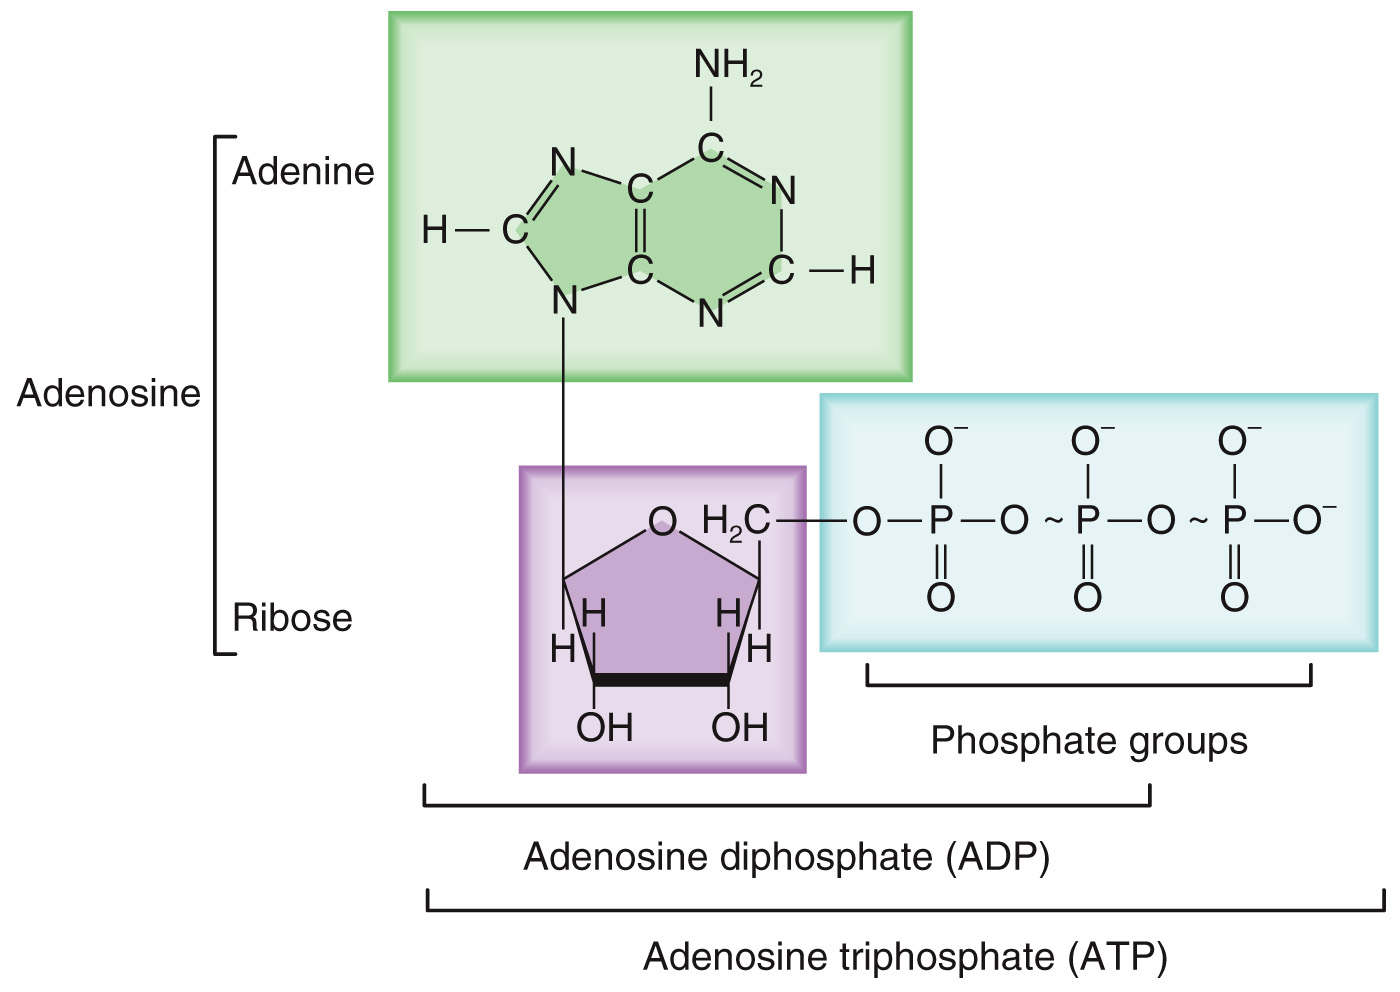 NH₂
Adenine
N C N
C
H — C
C C — H
N N
Adenosine
O⁻ O⁻ O⁻
O H₂C — O — P — O ~ P — O ~ P — O⁻
O O O
H H
Ribose
H H
OH OH
Phosphate groups
Adenosine diphosphate (ADP)
Adenosine triphosphate (ATP)